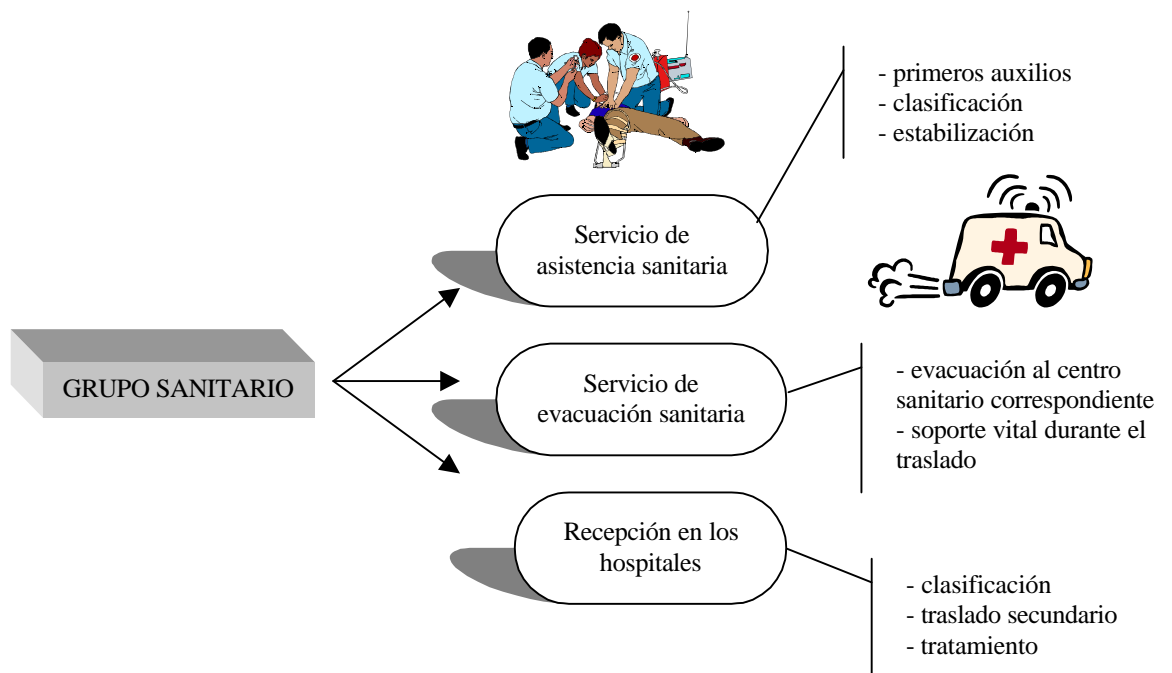 - primeros auxilios
- clasificación
- estabilización
Servicio de
asistencia sanitaria
GRUPO SANITARIO
Servicio de
evacuación sanitaria
- evacuación al centro
sanitario correspondiente
- soporte vital durante el
traslado
Recepción en los
hospitales
- clasificación
- traslado secundario
- tratamiento